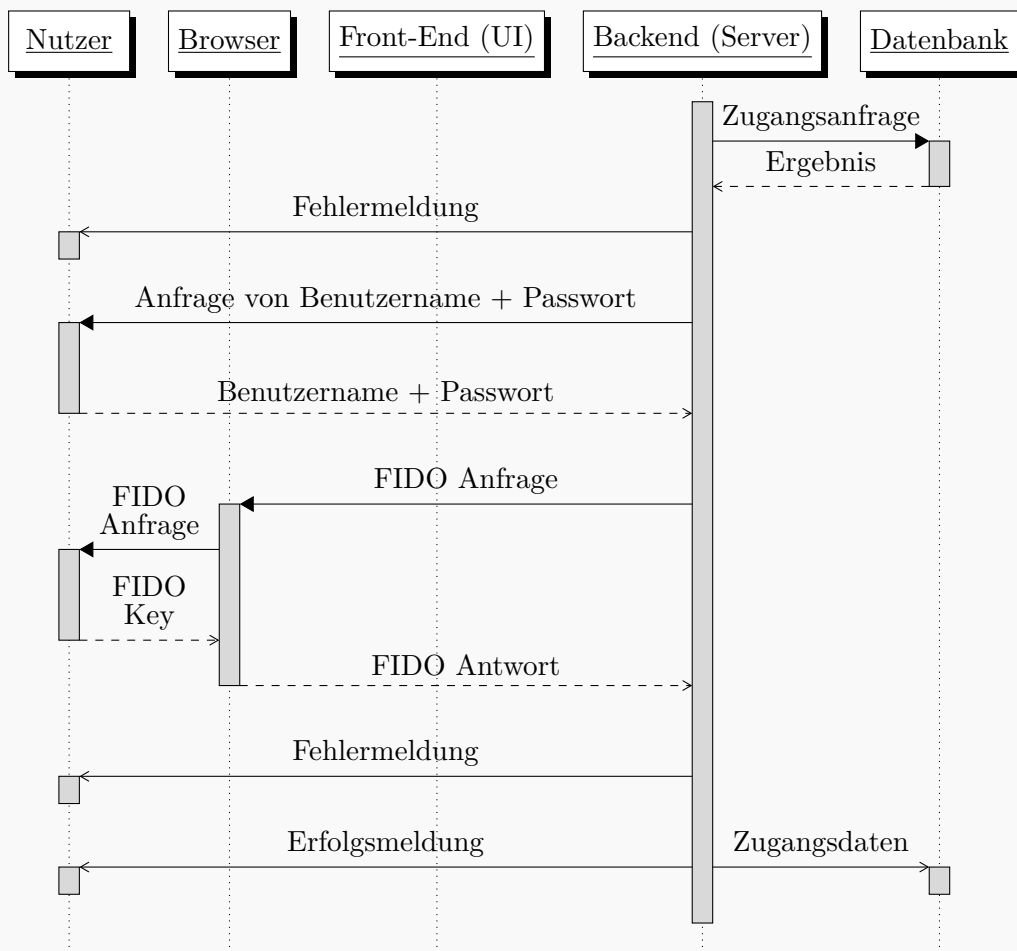 Nutzer
Browser
Front-End (UI)
Backend (Server)
Datenbank
Zugangsanfrage
Ergebnis
Fehlermeldung
Anfrage von Benutzername + Passwort
Benutzername + Passwort
FIDO Anfrage
FIDO
Anfrage
FIDO
Key
FIDO Antwort
Fehlermeldung
Erfolgsmeldung
Zugangsdaten